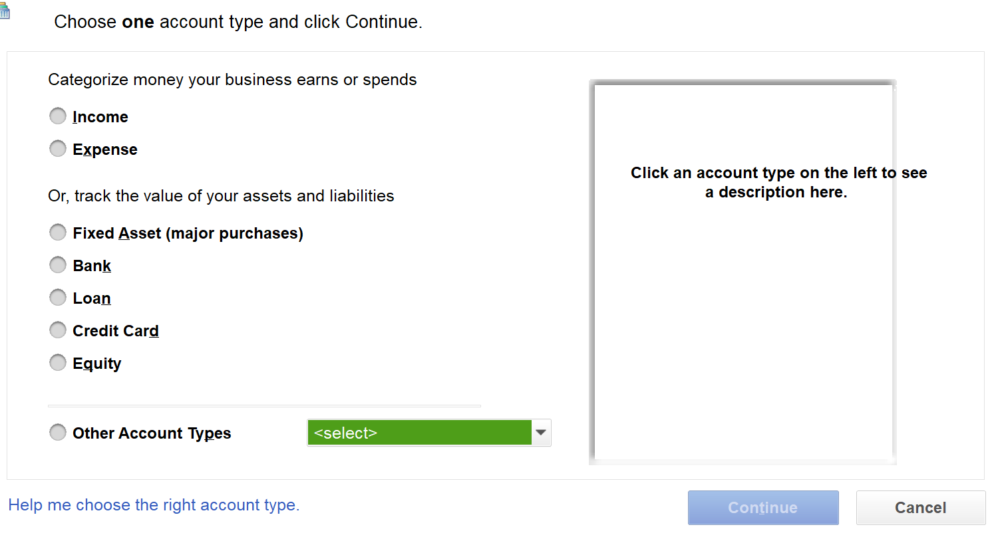 Choose one account type and click Continue.
Categorize money your business earns or spends
Income
Expense
Or, track the value of your assets and liabilities
Fixed Asset (major purchases)
Bank
Loan
Credit Card
Equity
Other Account Types
<select>
Click an account type on the left to see
a description here.
Help me choose the right account type.
Continue
Cancel